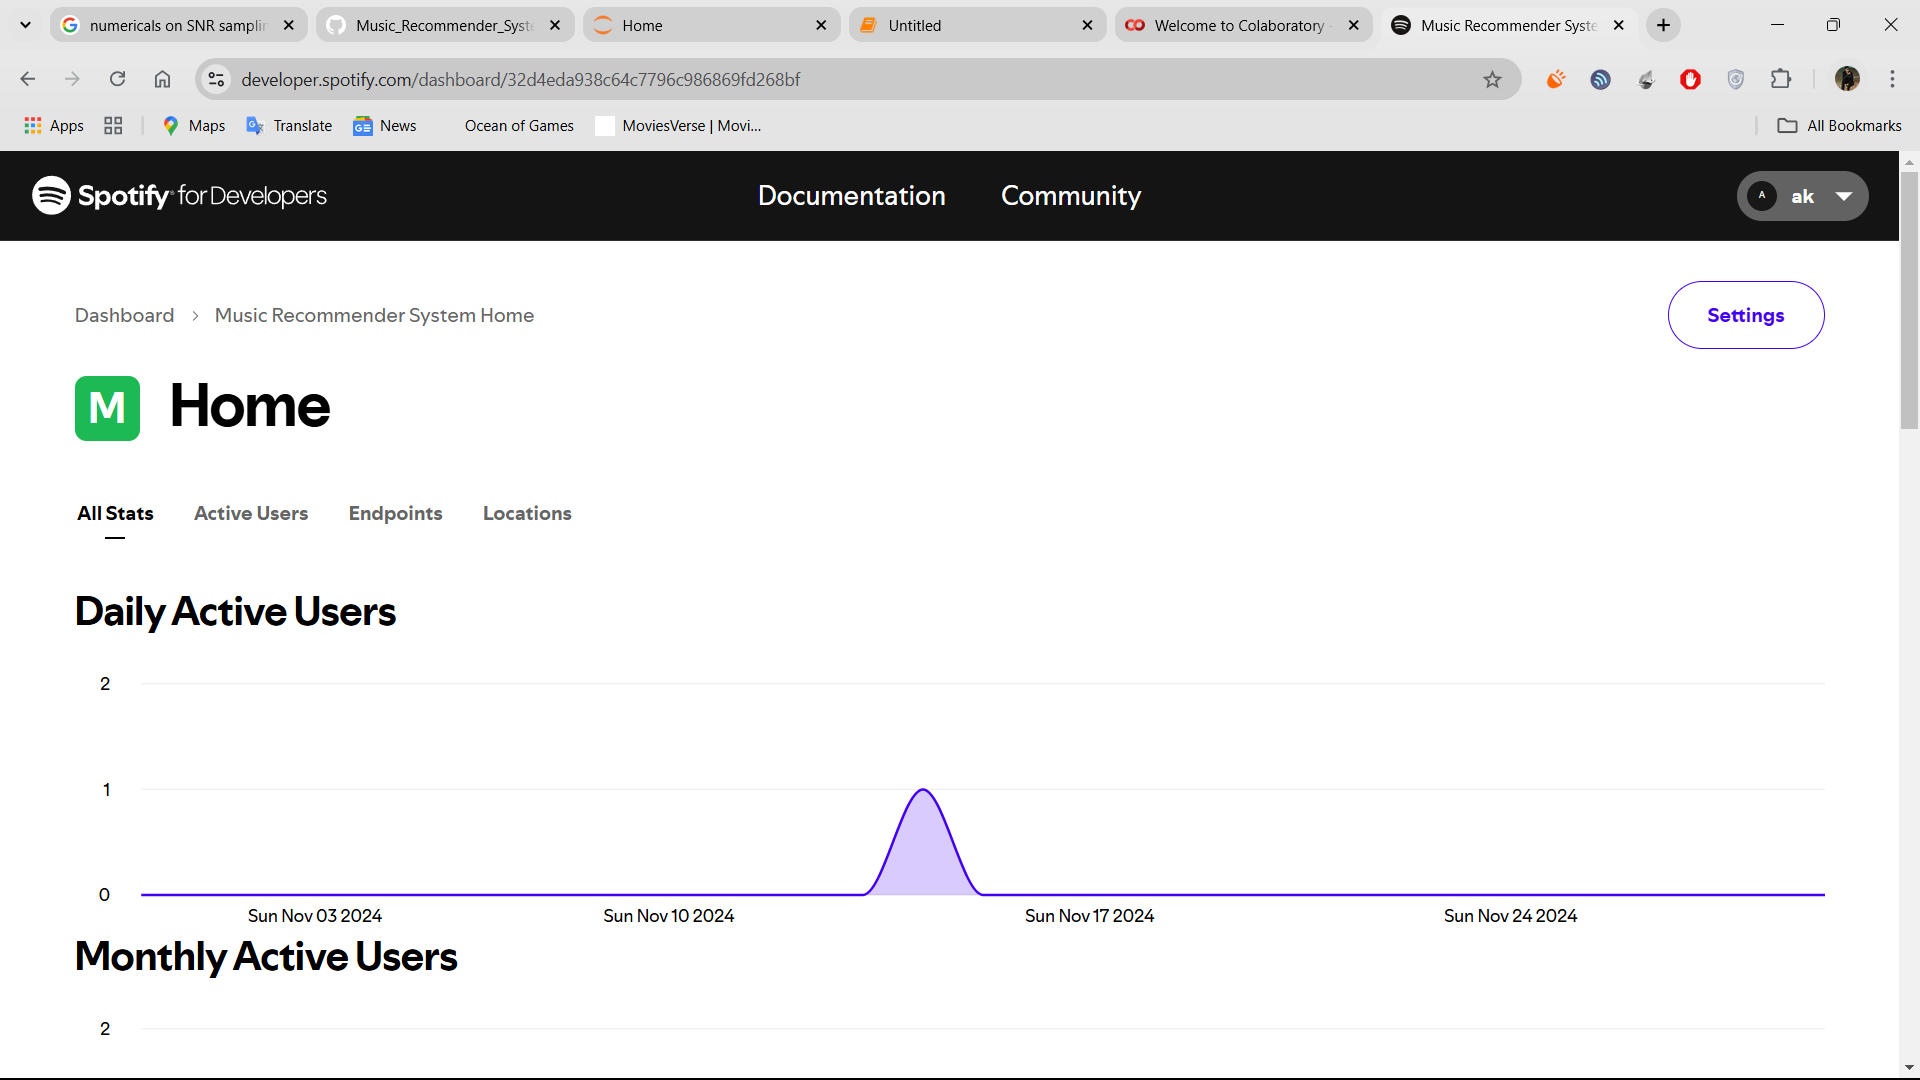 numericals on SNR samplin
Music_Recommender_Syste
Home
Untitled
Welcome to Colaboratory
Music Recommender Syste
developer.spotify.com/dashboard/32d4eda938c64c7796c986869fd268bf
Apps
Maps
Translate
News
Ocean of Games
MoviesVerse | Movi...
All Bookmarks
Spotify for Developers
Documentation
Community
A
ak
Dashboard > Music Recommender System Home
Settings
M
Home
All Stats
Active Users
Endpoints
Locations
Daily Active Users
2
1
0
Sun Nov 03 2024
Sun Nov 10 2024
Sun Nov 17 2024
Sun Nov 24 2024
Monthly Active Users
2